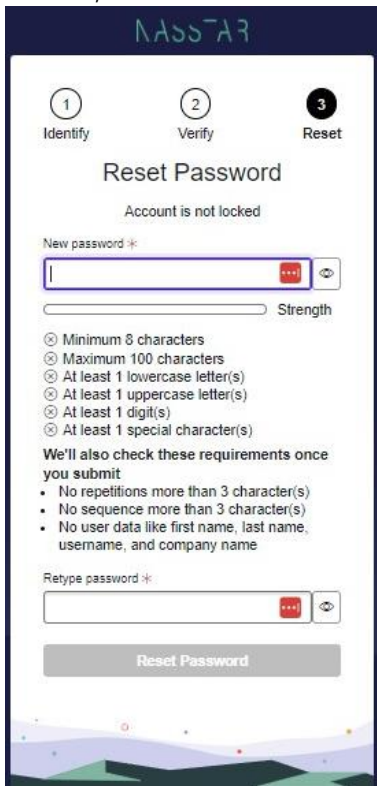 NASSTAR
1 2 3
Identify Verify Reset
Reset Password
Account is not locked
New password *
Strength
Minimum 8 characters
Maximum 100 characters
At least 1 lowercase letter(s)
At least 1 uppercase letter(s)
At least 1 digit(s)
At least 1 special character(s)
We'll also check these requirements once
you submit
• No repetitions more than 3 character(s)
• No sequence more than 3 character(s)
• No user data like first name, last name,
username, and company name
Retype password *
Reset Password